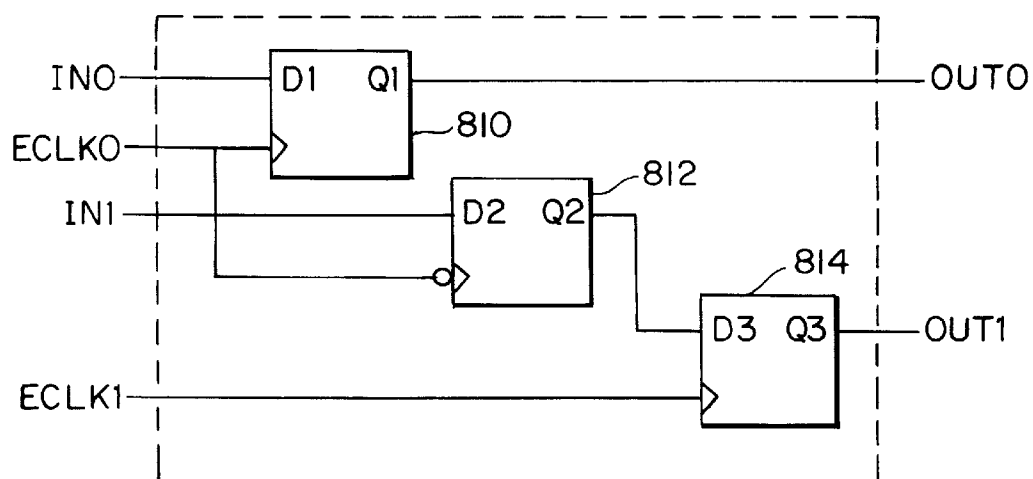 IN0 D1 Q1 OUT0
ECLK0 810
812
IN1 D2 Q2
814
D3 Q3 OUT1
ECLK1